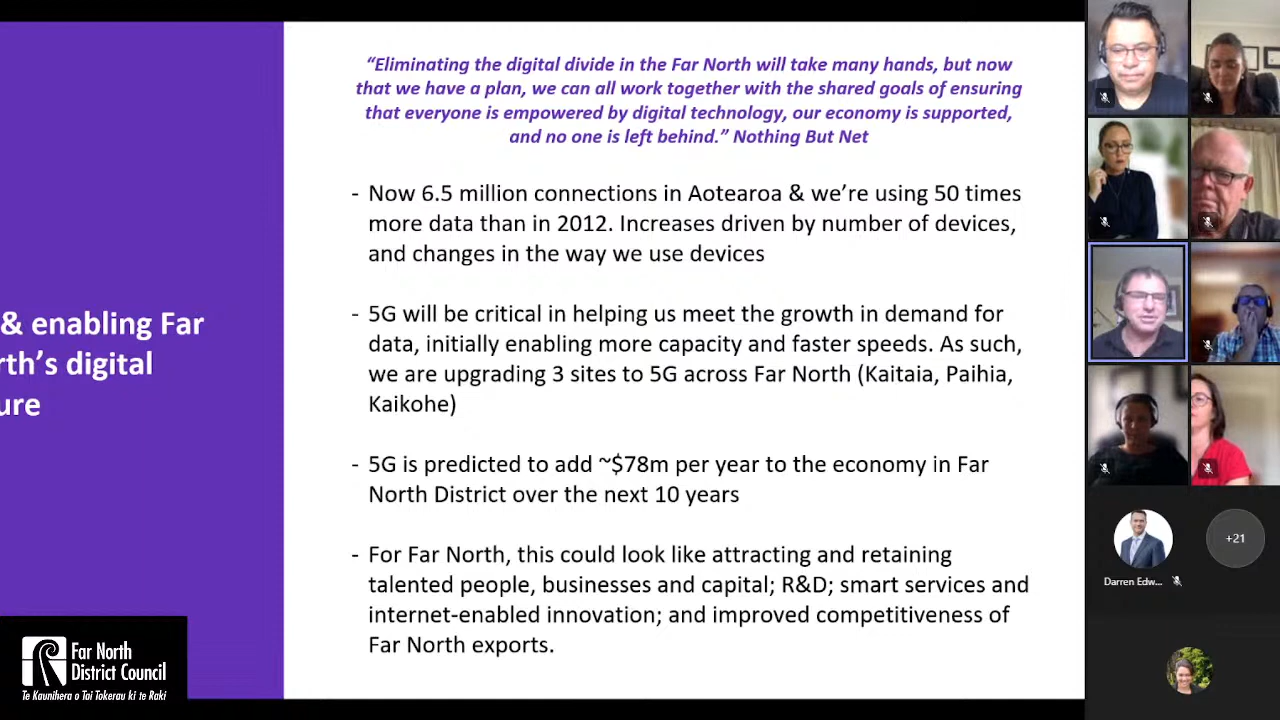 “Eliminating the digital divide in the Far North will take many hands, but now
that we have a plan, we can all work together with the shared goals of ensuring
that everyone is empowered by digital technology, our economy is supported,
and no one is left behind.” Nothing But Net
- Now 6.5 million connections in Aotearoa & we’re using 50 times
more data than in 2012. Increases driven by number of devices,
and changes in the way we use devices
- 5G will be critical in helping us meet the growth in demand for
data, initially enabling more capacity and faster speeds. As such,
we are upgrading 3 sites to 5G across Far North (Kaitaia, Paihia,
Kaikohe)
- 5G is predicted to add ~$78m per year to the economy in Far
North District over the next 10 years
- For Far North, this could look like attracting and retaining
talented people, businesses and capital; R&D; smart services and
internet-enabled innovation; and improved competitiveness of
Far North exports.
& enabling Far
rth’s digital
ure
Far North
District Council
Te Kaunihera o Tai Tokerau ki te Raki
+21
Darren Edw...